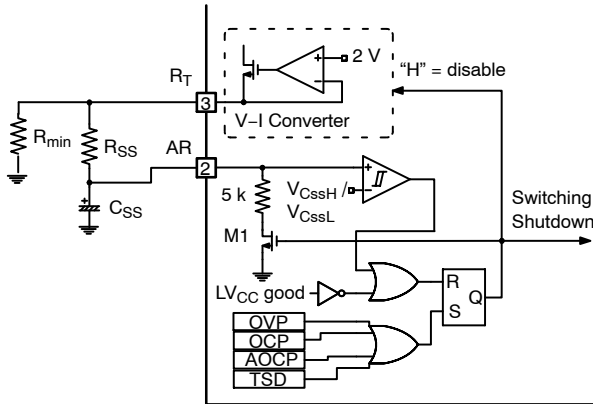 R_T
3
+
−
2 V
"H" = disable
V−I Converter
R_min
R_SS
AR
2
+
C_SS
5 k
V_CssH /
V_CssL
+
−
Switching
Shutdown
M1
LV_CC good
R
S
Q
OVP
OCP
AOCP
TSD